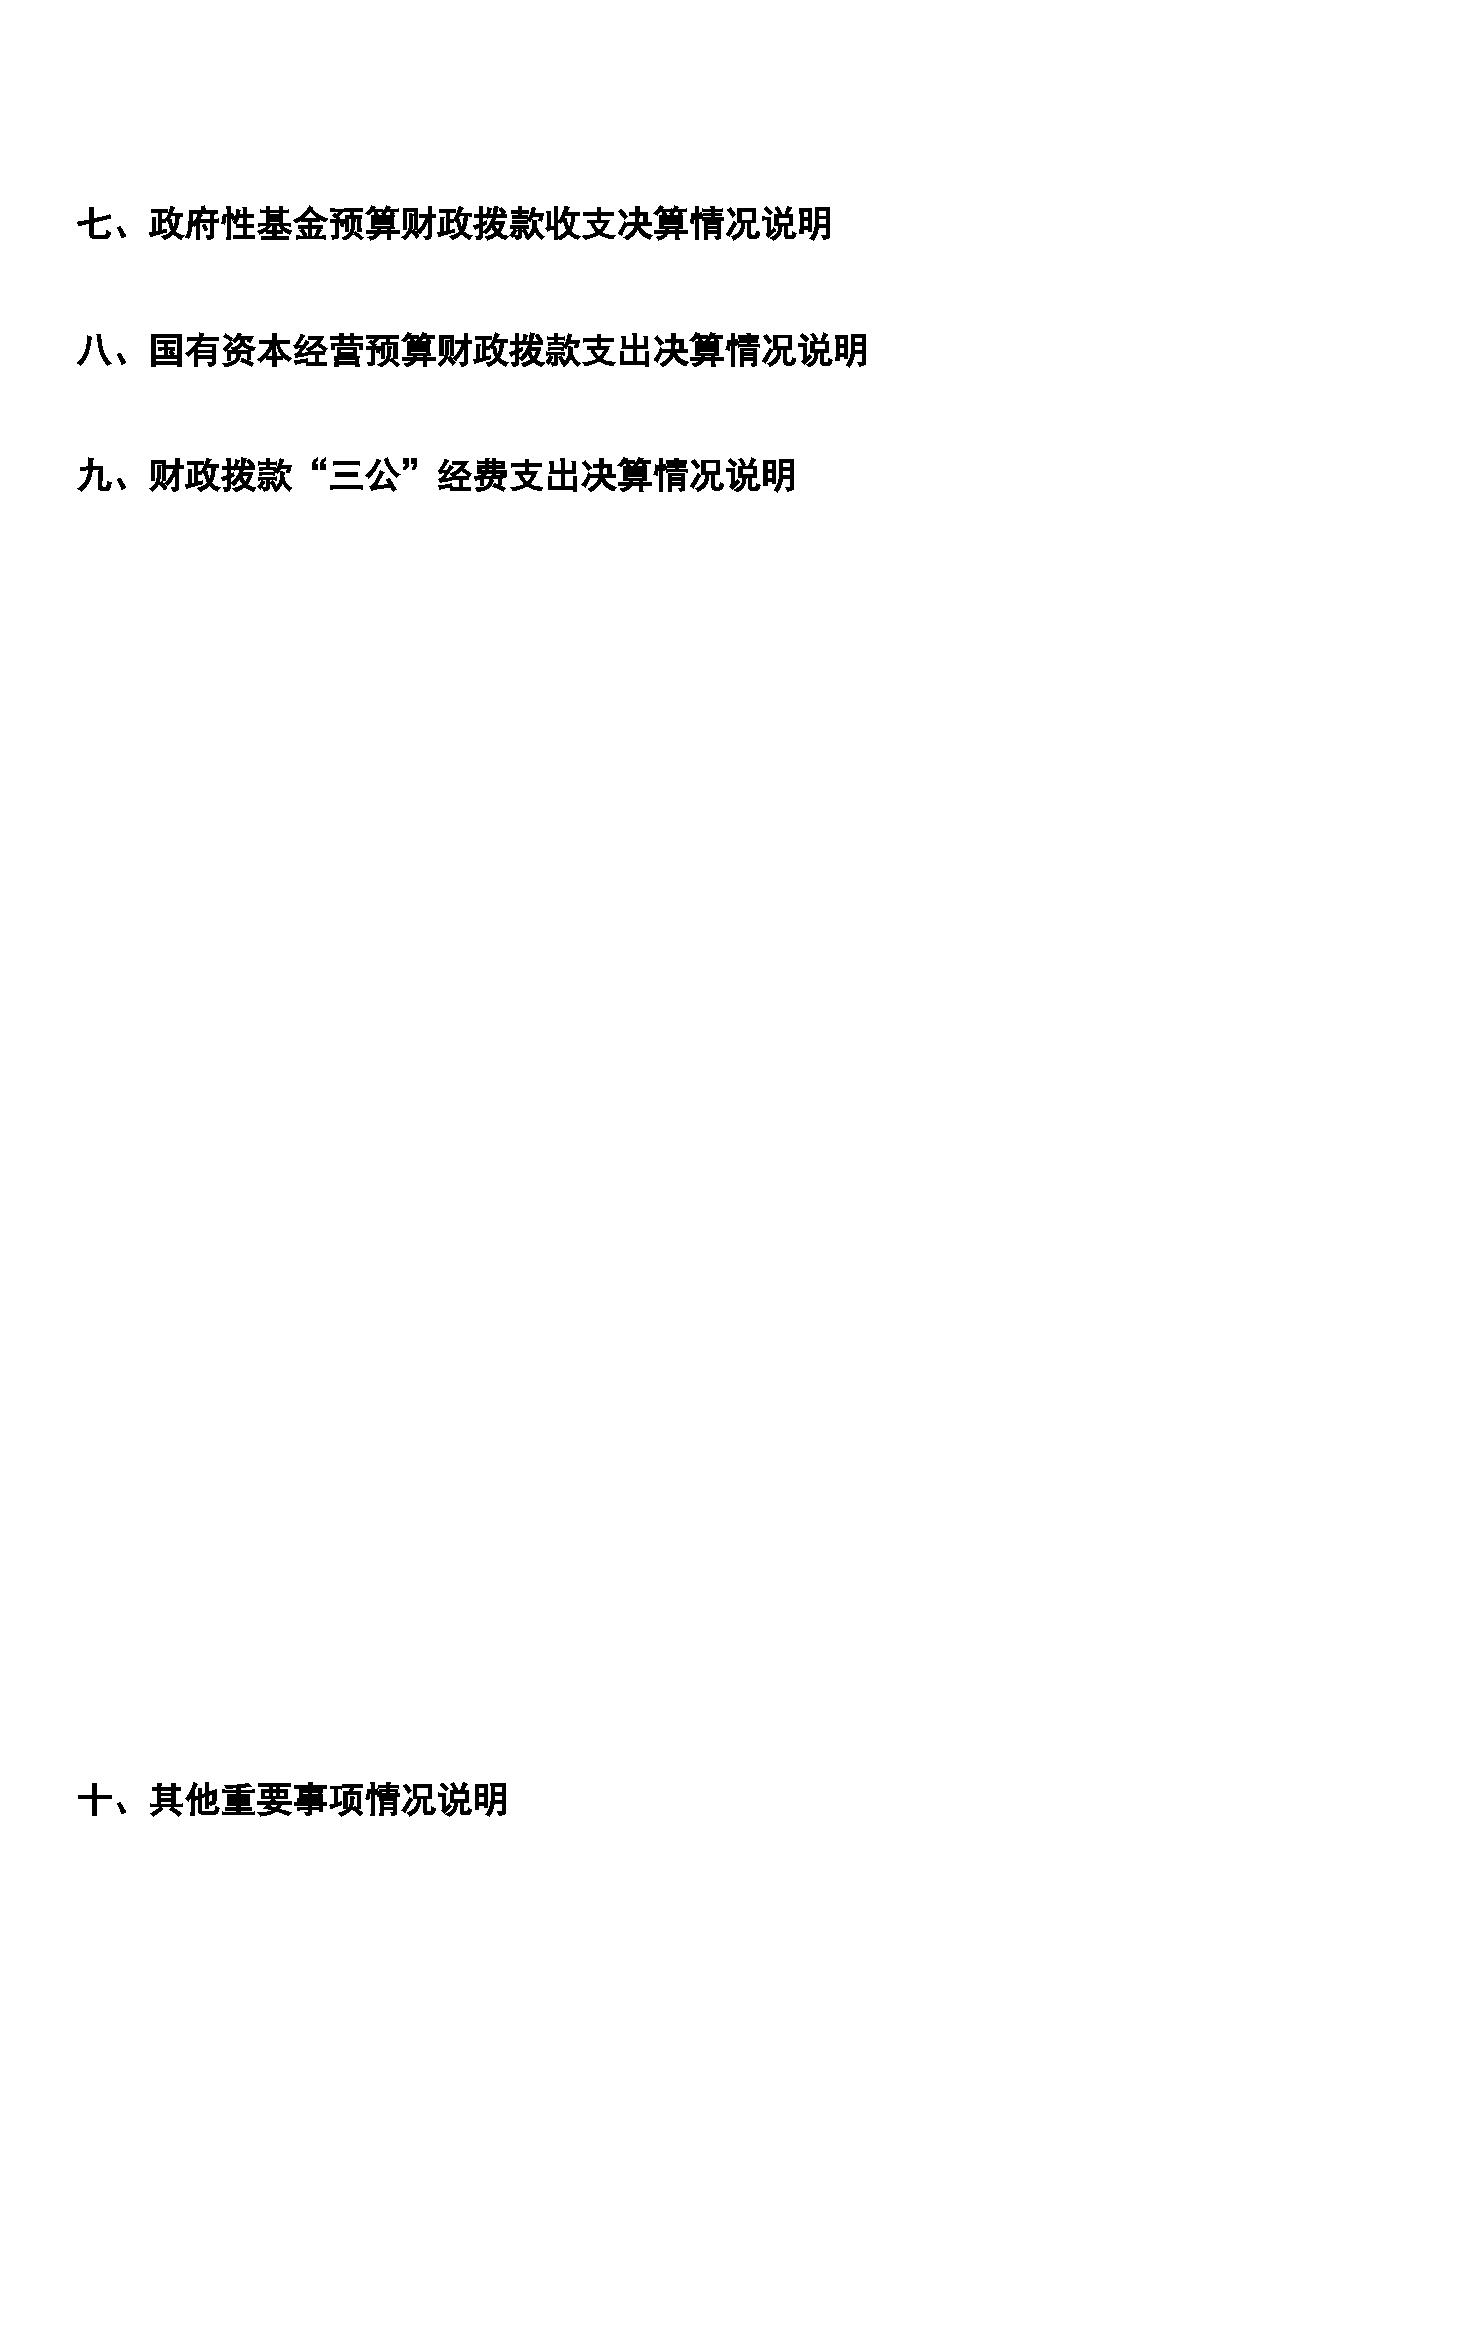 七、政府性基金预算财政拨款收支决算情况说明
八、国有资本经营预算财政拨款支出决算情况说明
九、财政拨款“三公”经费支出决算情况说明
十、其他重要事项情况说明